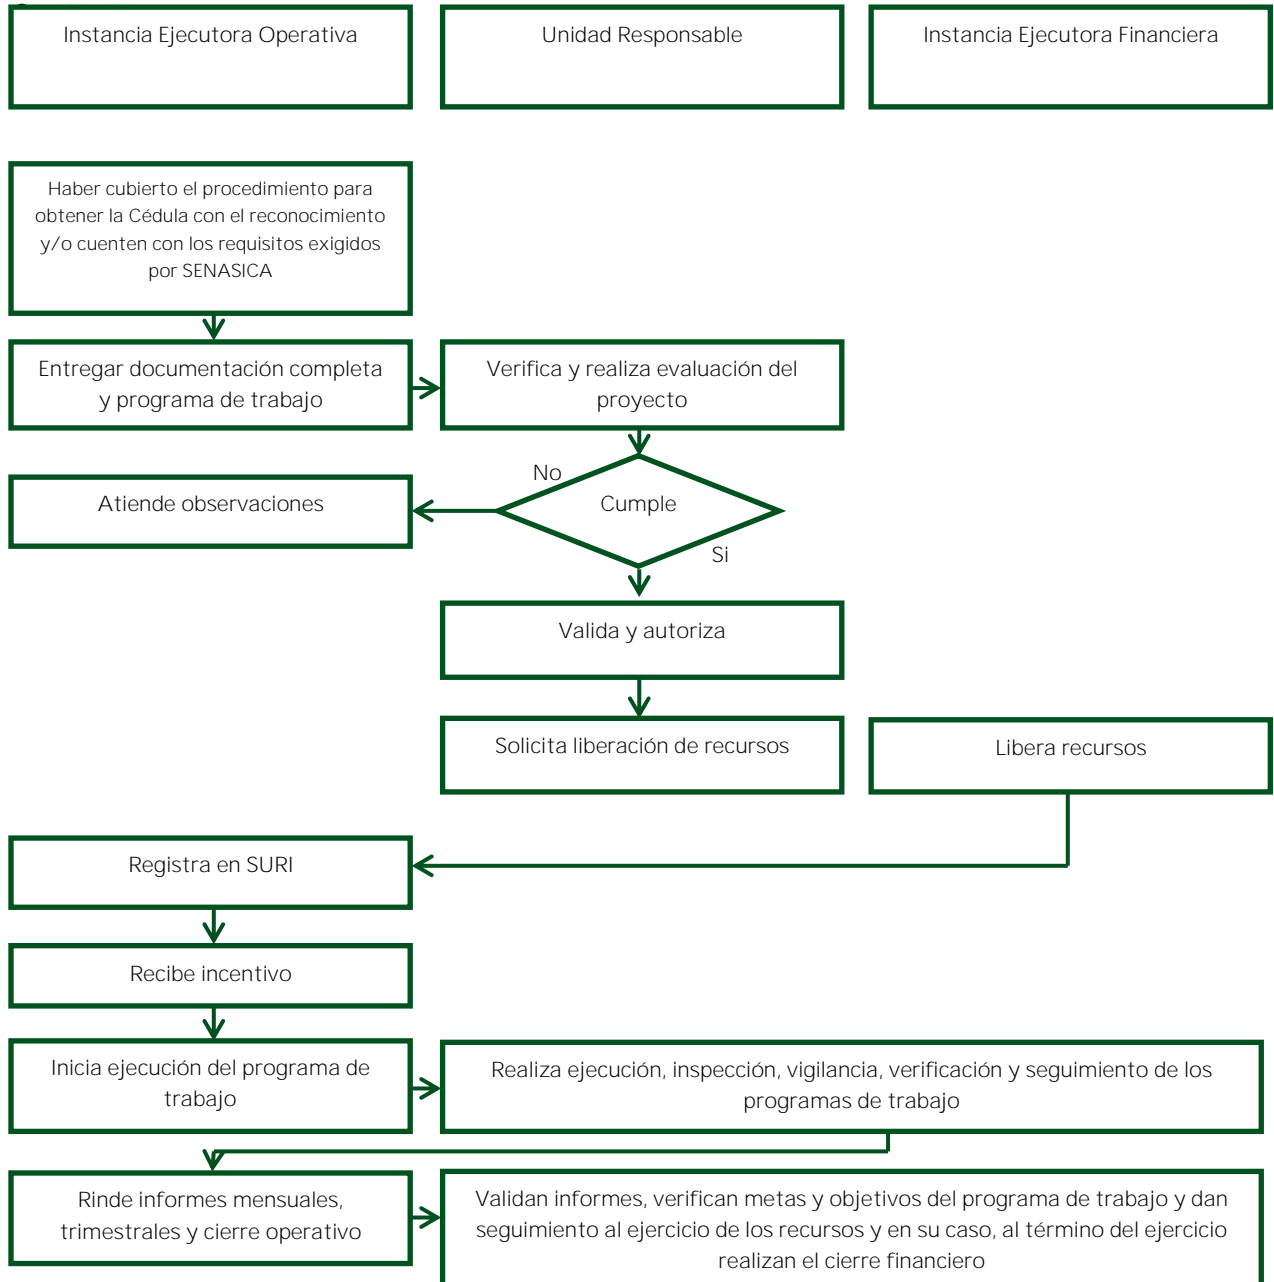 Instancia Ejecutora Operativa
Unidad Responsable
Instancia Ejecutora Financiera
Haber cubierto el procedimiento para
obtener la Cédula con el reconocimiento
y/o cuenten con los requisitos exigidos
por SENASICA
Entregar documentación completa
y programa de trabajo
Verifica y realiza evaluación del
proyecto
No
Atiende observaciones
Cumple
Si
Valida y autoriza
Solicita liberación de recursos
Libera recursos
Registra en SURI
Recibe incentivo
Inicia ejecución del programa de
trabajo
Realiza ejecución, inspección, vigilancia, verificación y seguimiento de los
programas de trabajo
Rinde informes mensuales,
trimestrales y cierre operativo
Validan informes, verifican metas y objetivos del programa de trabajo y dan
seguimiento al ejercicio de los recursos y en su caso, al término del ejercicio
realizan el cierre financiero